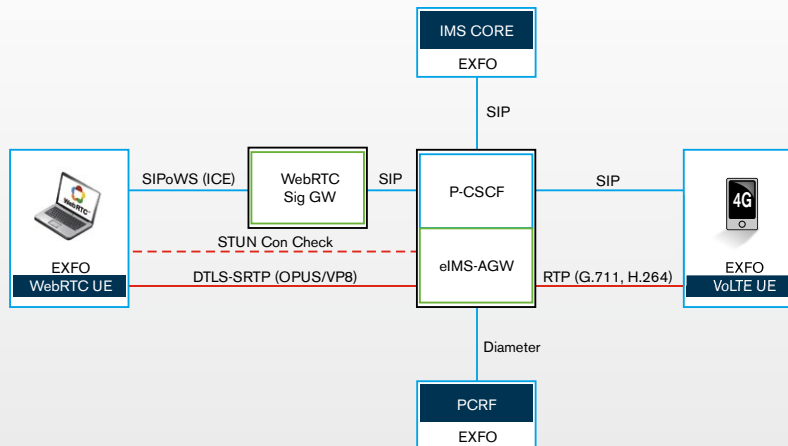 IMS CORE
EXFO
SIP
SIPoWS (ICE)
WebRTC
Sig GW
SIP
P-CSCF
SIP
WebRTC
4G
STUN Con Check
eIMS-AGW
EXFO
WebRTC UE
DTLS-SRTP (OPUS/VP8)
RTP (G.711, H.264)
EXFO
VoLTE UE
Diameter
PCRF
EXFO